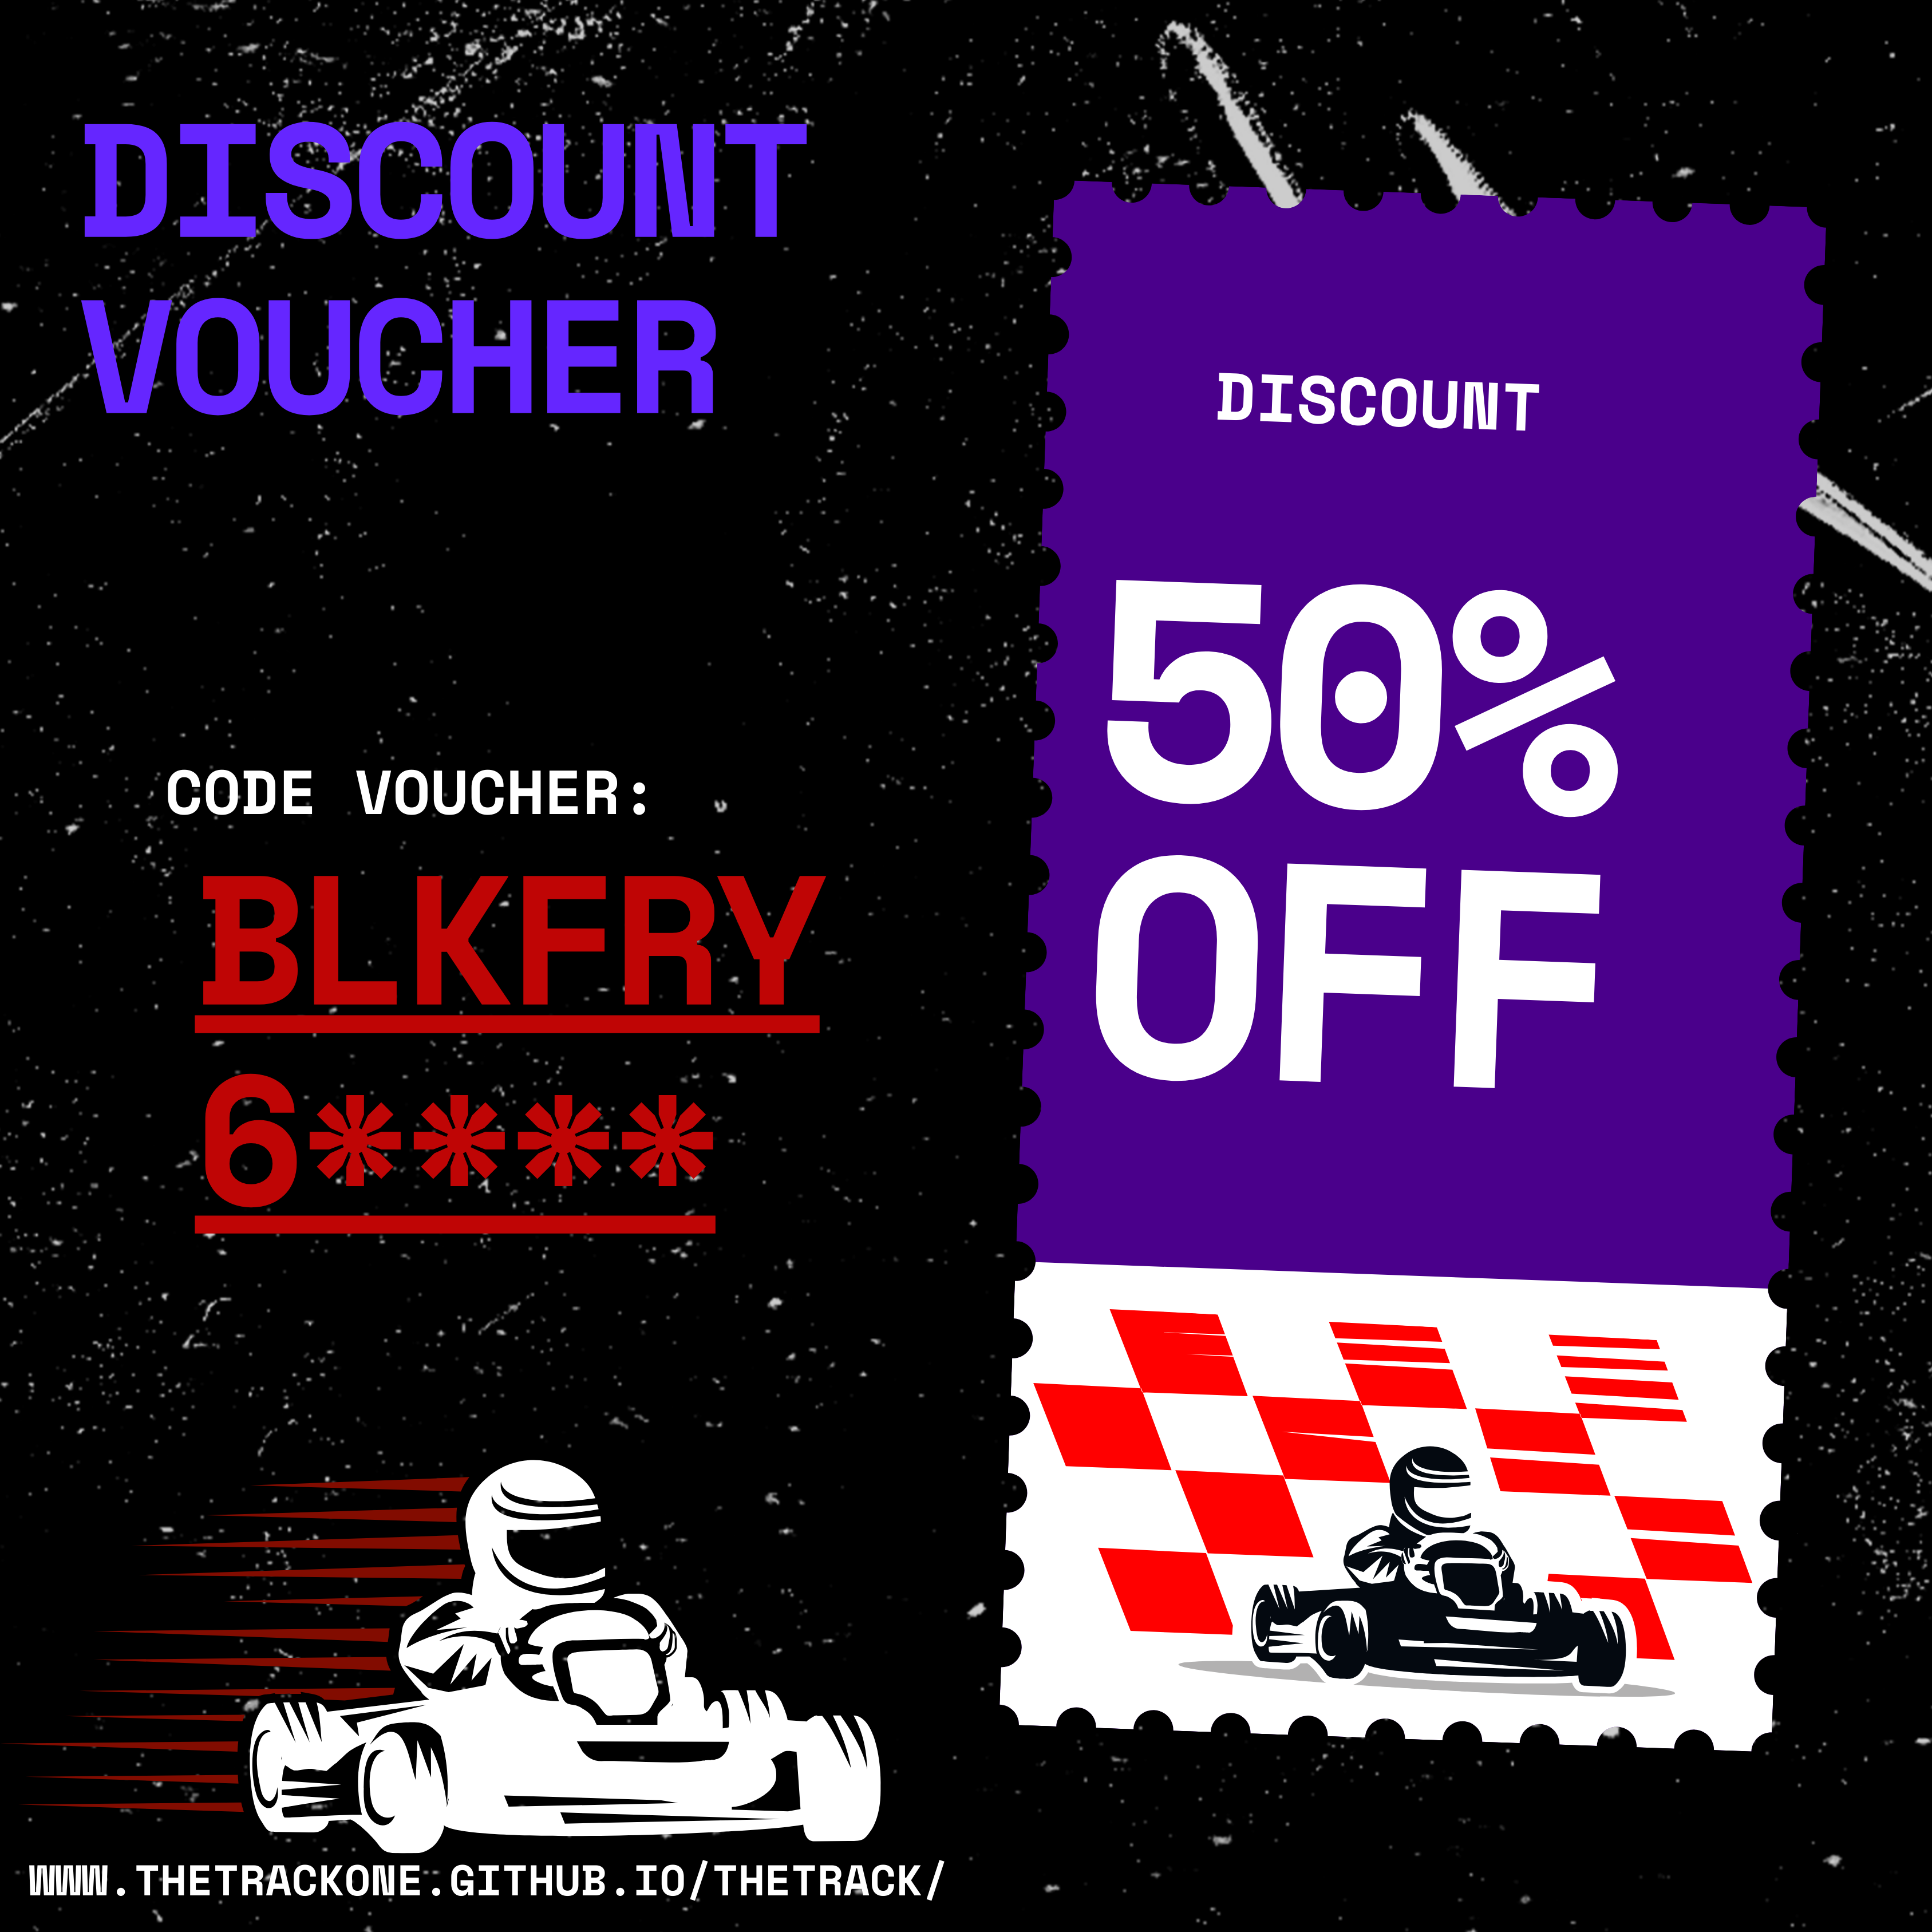 DISCOUNT
VOUCHER
CODE VOUCHER:
BLKFRY
6****
DISCOUNT
50%
OFF
WWW.THETRACKONE.GITHUB.IO/THETRACK/